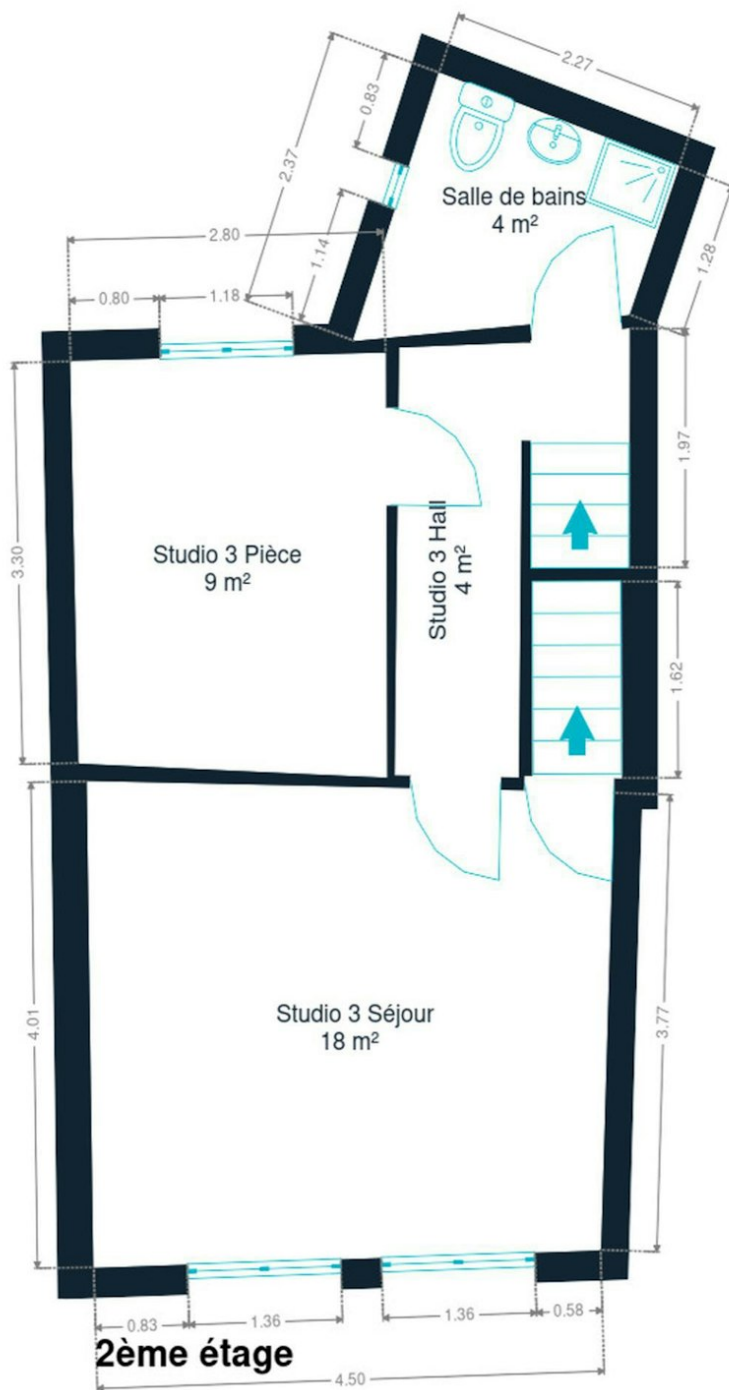 2.27
0.83
2.37
Salle de bains
4 m²
1.14
1.28
2.80
0.80
1.18
1.97
3.30
Studio 3 Pièce
9 m²
Studio 3 Hall
4 m²
1.62
4.01
Studio 3 Séjour
18 m²
3.77
0.83
1.36
1.36
0.58
2ème étage
4.50